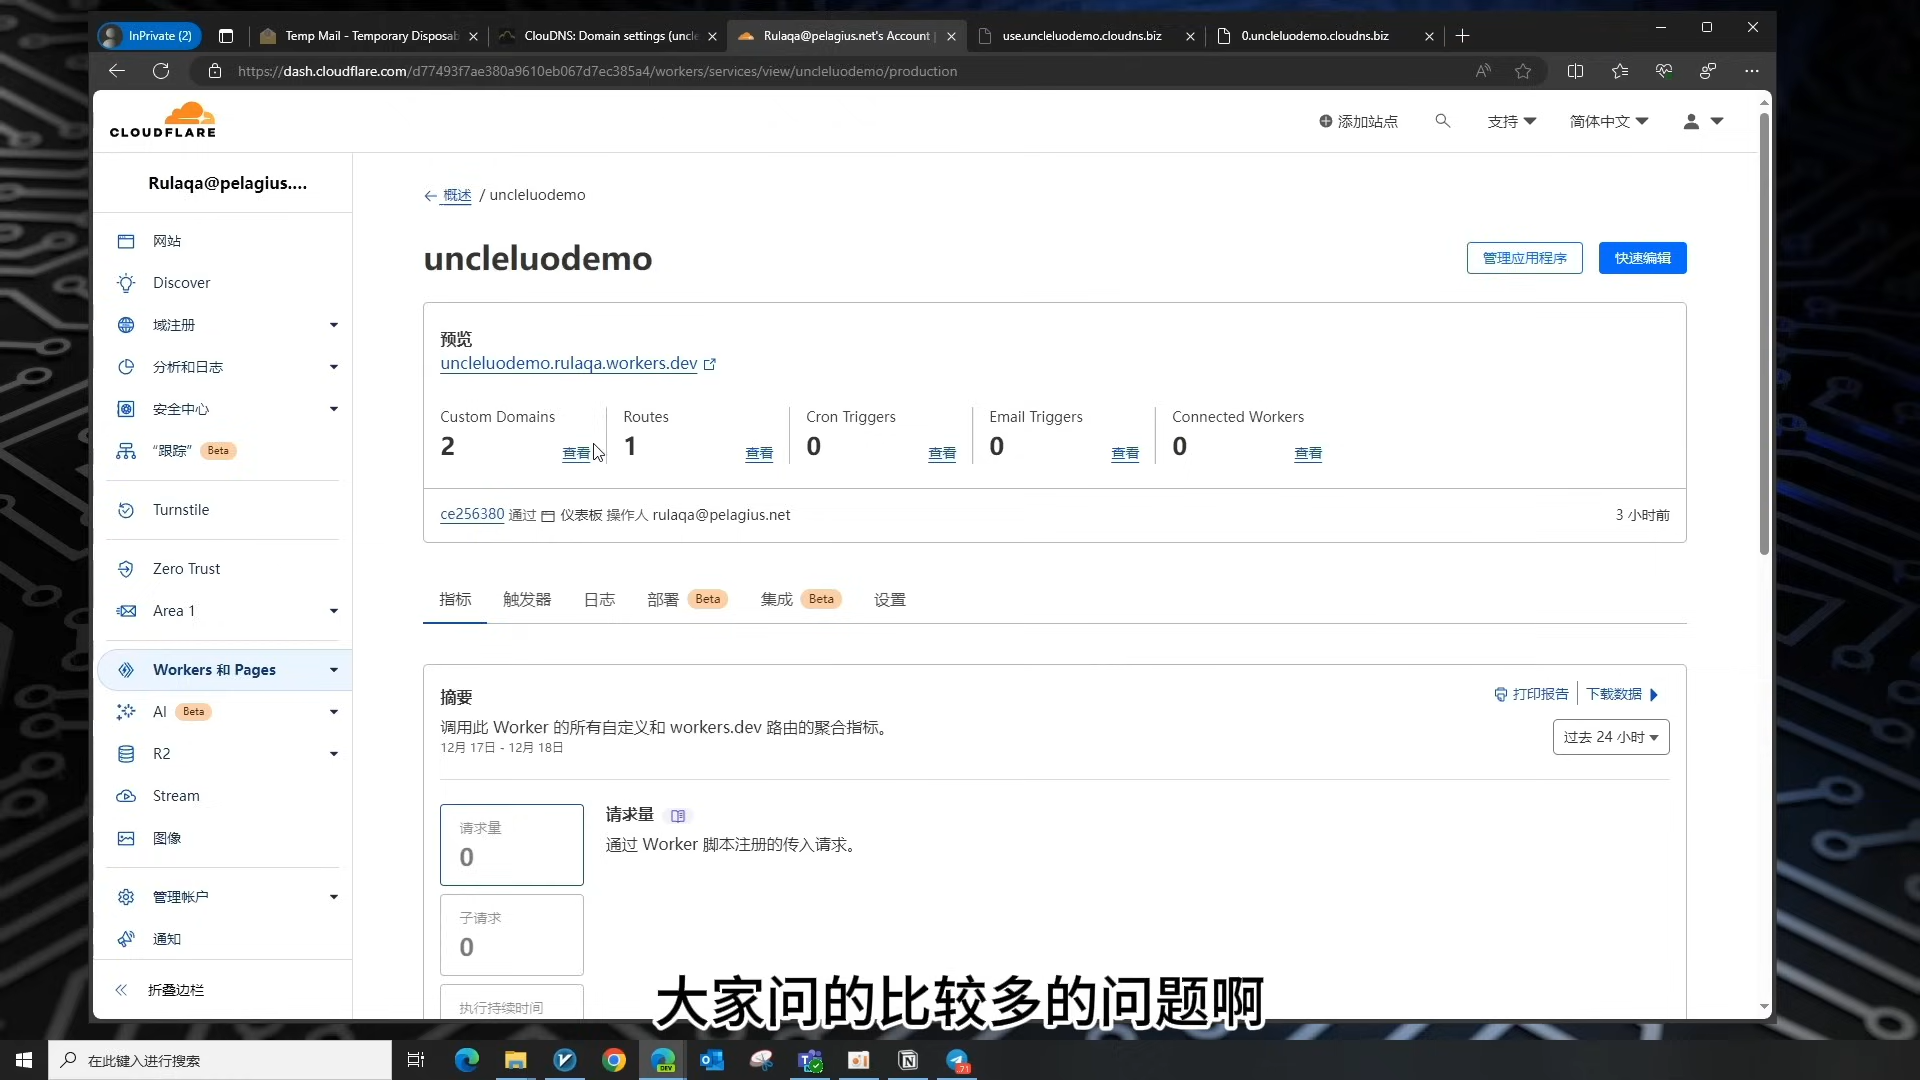 InPrivate (2)
Temp Mail - Temporary Disposab
ClouDNS: Domain settings (uncle
Rulaqa@pelagius.net's Account |
use.uncleluodemo.cloudns.biz
0.uncleluodemo.cloudns.biz
https://dash.cloudflare.com/d77493f7ae380a9610eb067d7ec385a4/workers/services/view/uncleluodemo/production
CLOUDFLARE
添加站点
支持
简体中文
Rulaqa@pelagius....
网站
Discover
域注册
分析和日志
安全中心
“跟踪” Beta
Turnstile
Zero Trust
Area 1
Workers 和 Pages
AI Beta
R2
Stream
图像
管理帐户
通知
折叠边栏
概述 / uncleluodemo
uncleluodemo
管理应用程序
快速编辑
预览
uncleluodemo.rulaqa.workers.dev
Custom Domains
2
查看
Routes
1
查看
Cron Triggers
0
查看
Email Triggers
0
查看
Connected Workers
0
查看
ce256380 通过 仪表板 操作人 rulaqa@pelagius.net
3 小时前
指标 触发器 日志 部署 Beta 集成 Beta 设置
摘要
调用此 Worker 的所有自定义和 workers.dev 路由的聚合指标。
12月 17日 - 12月 18日
打印报告
下载数据
过去 24 小时
请求量
0
请求量
通过 Worker 脚本注册的传入请求。
子请求
0
执行持续时间
大家问的比较多的问题啊
在此键入进行搜索
DEV
71